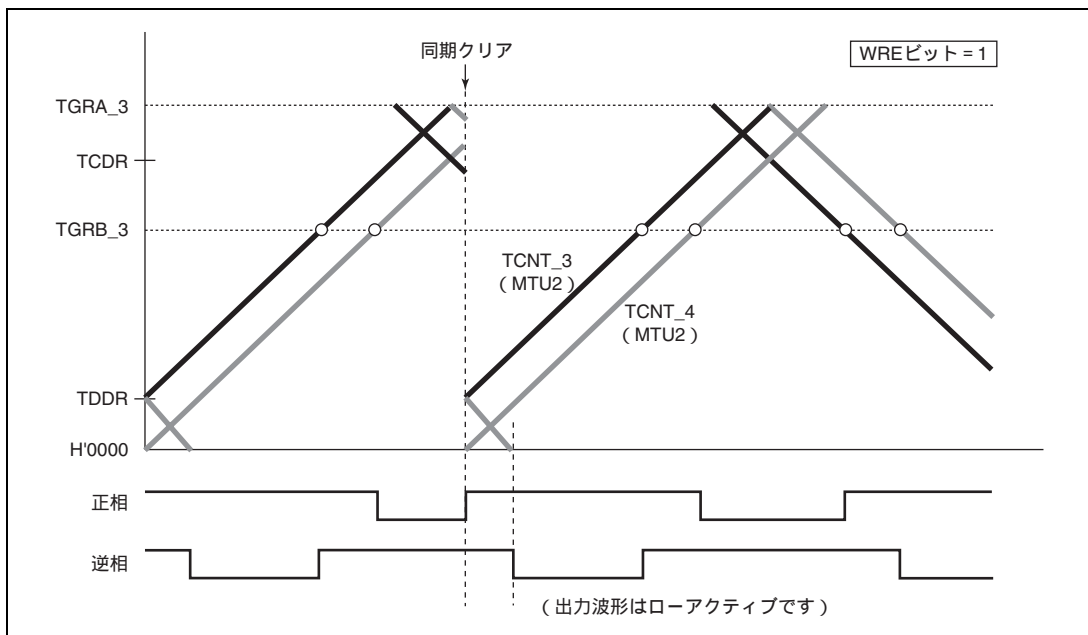 同期クリア
WREビット = 1
TGRA_3
TCDR
TGRB_3
TCNT_3
（MTU2）
TCNT_4
（MTU2）
TDDR
H'0000
正相
逆相
（出力波形はローアクティブです）